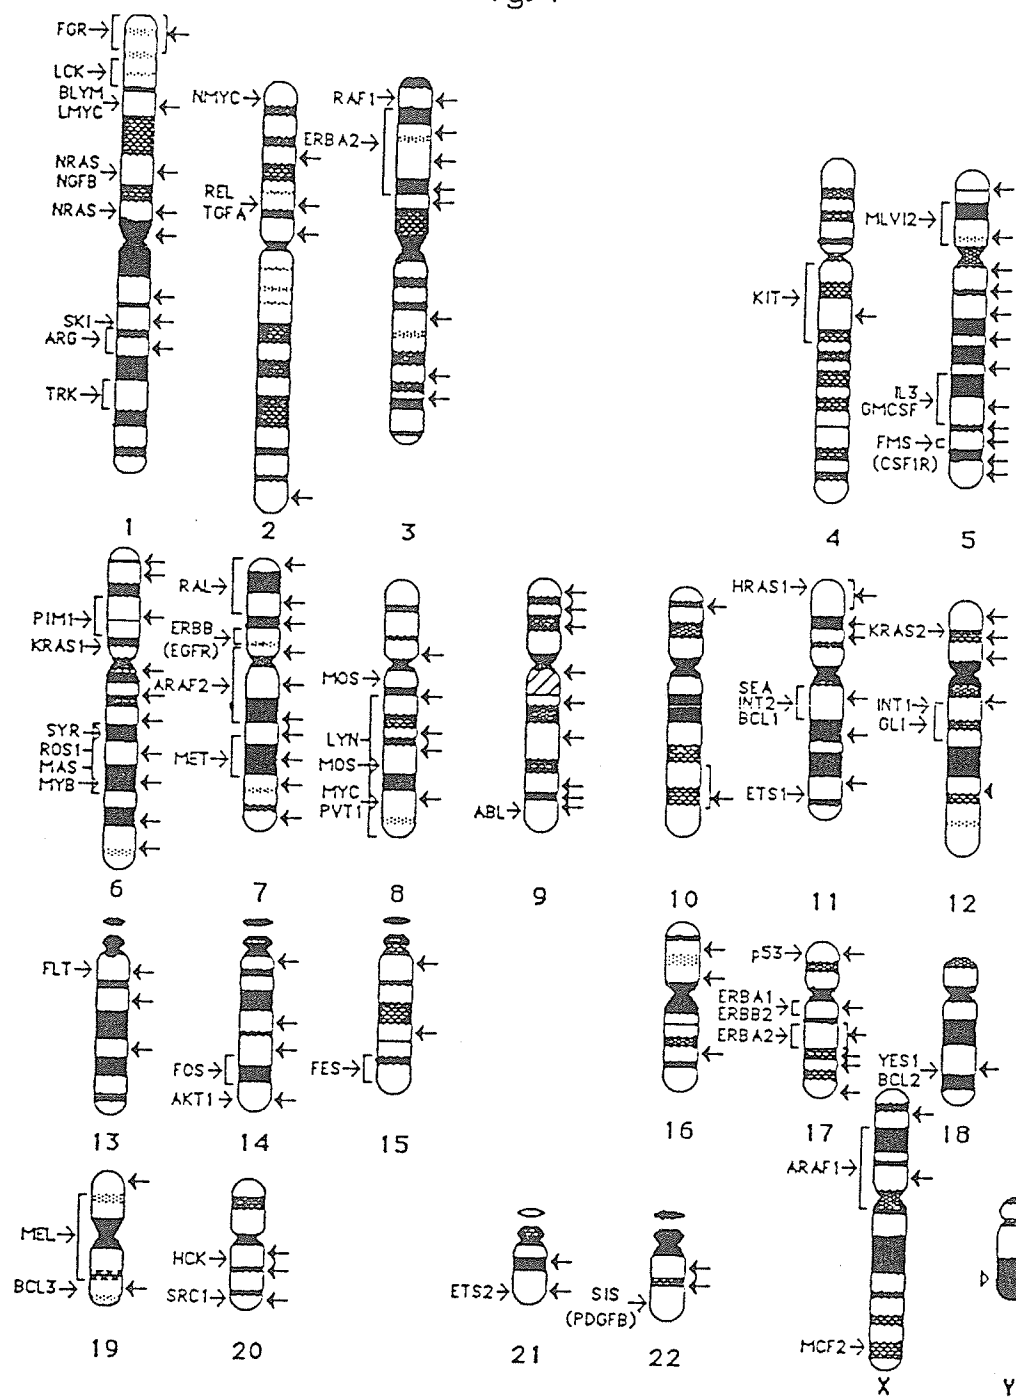 FGR
LCK
BLYM
LMYC
NRAS
NGFB
NRAS
SKI
ARG
TRK
1
NMYC
REL
TGFA
2
RAF1
ERBA2
3
KIT
4
MLVI2
IL3
GMCSF
FMS
(CSF1R)
5
PIM1
KRAS1
SYR
ROS1
MAS
MYB
6
RAL
ERBB
(EGFR)
ARAF2
MET
7
MOS
LYN
MOS
MYC
PVT1
8
ABL
9
10
HRAS1
SEA
INT2
BCL1
ETS1
11
KRAS2
INT1
GLI
12
FLT
13
FOS
AKT1
14
FES
15
16
p53
ERBA1
ERBB2
ERBA2
17
YES1
BCL2
18
MEL
BCL3
19
HCK
SRC1
20
ETS2
21
SIS
(PDGFB)
22
ARAF1
MCF2
X
Y